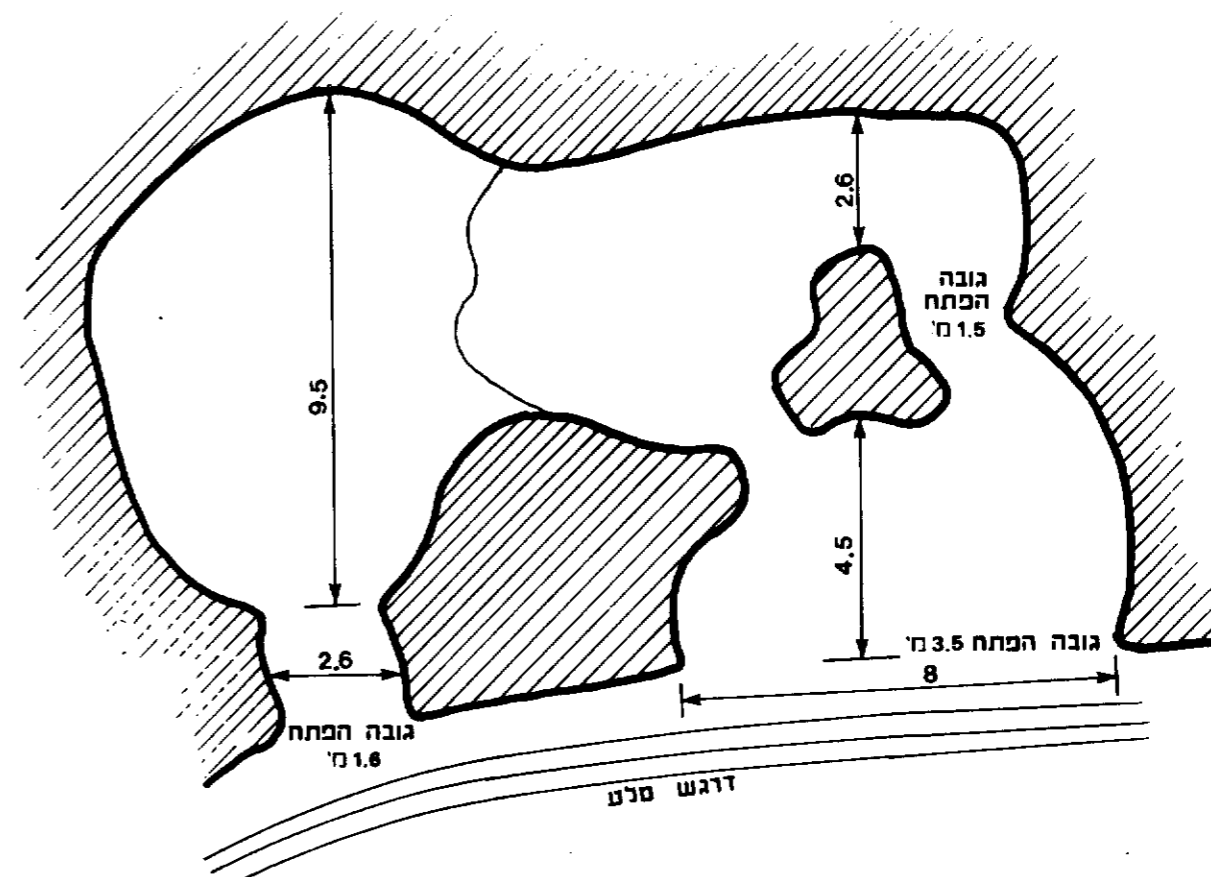 2.6
גובה
הפתח
1.5 מ'
9.5
4.5
גובה הפתח 3.5 מ'
8
2.6
גובה הפתח
1.6 מ'
דרגש סלע